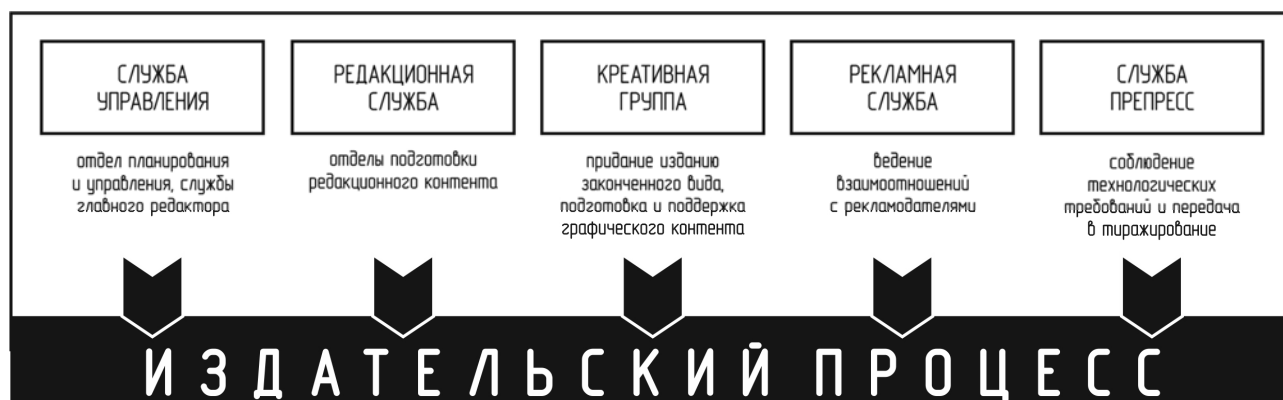 СЛУЖБА
УПРАВЛЕНИЯ
отдел планирования
и управления, службы
главного редактора
РЕДАКЦИОННАЯ
СЛУЖБА
отделы подготовки
редакционного контента
КРЕАТИВНАЯ
ГРУППА
придание изданию
законченного вида,
подготовка и поддержка
графического контента
РЕКЛАМНАЯ
СЛУЖБА
ведение
взаимоотношений
с рекламодателями
СЛУЖБА
ПРЕПРЕСС
соблюдение
технологических
требований и передача
в тиражирование
ИЗДАТЕЛЬСКИЙ ПРОЦЕСС